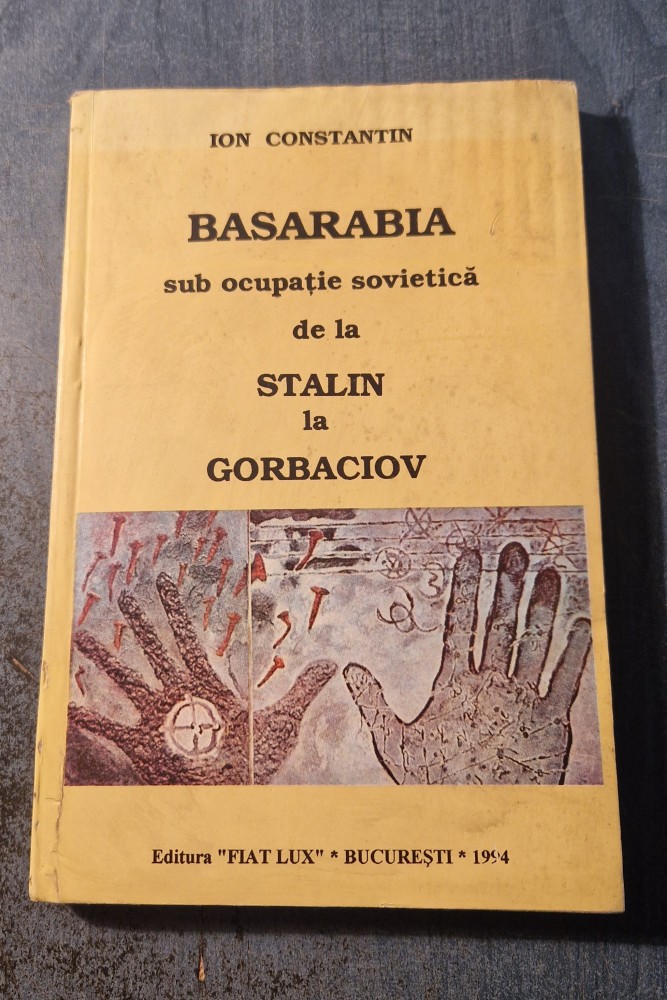 ION CONSTANTIN
BASARABIA
sub ocupație sovietică
de la
STALIN
la
GORBACIOV
Editura "FIAT LUX" * BUCUREȘTI * 1994